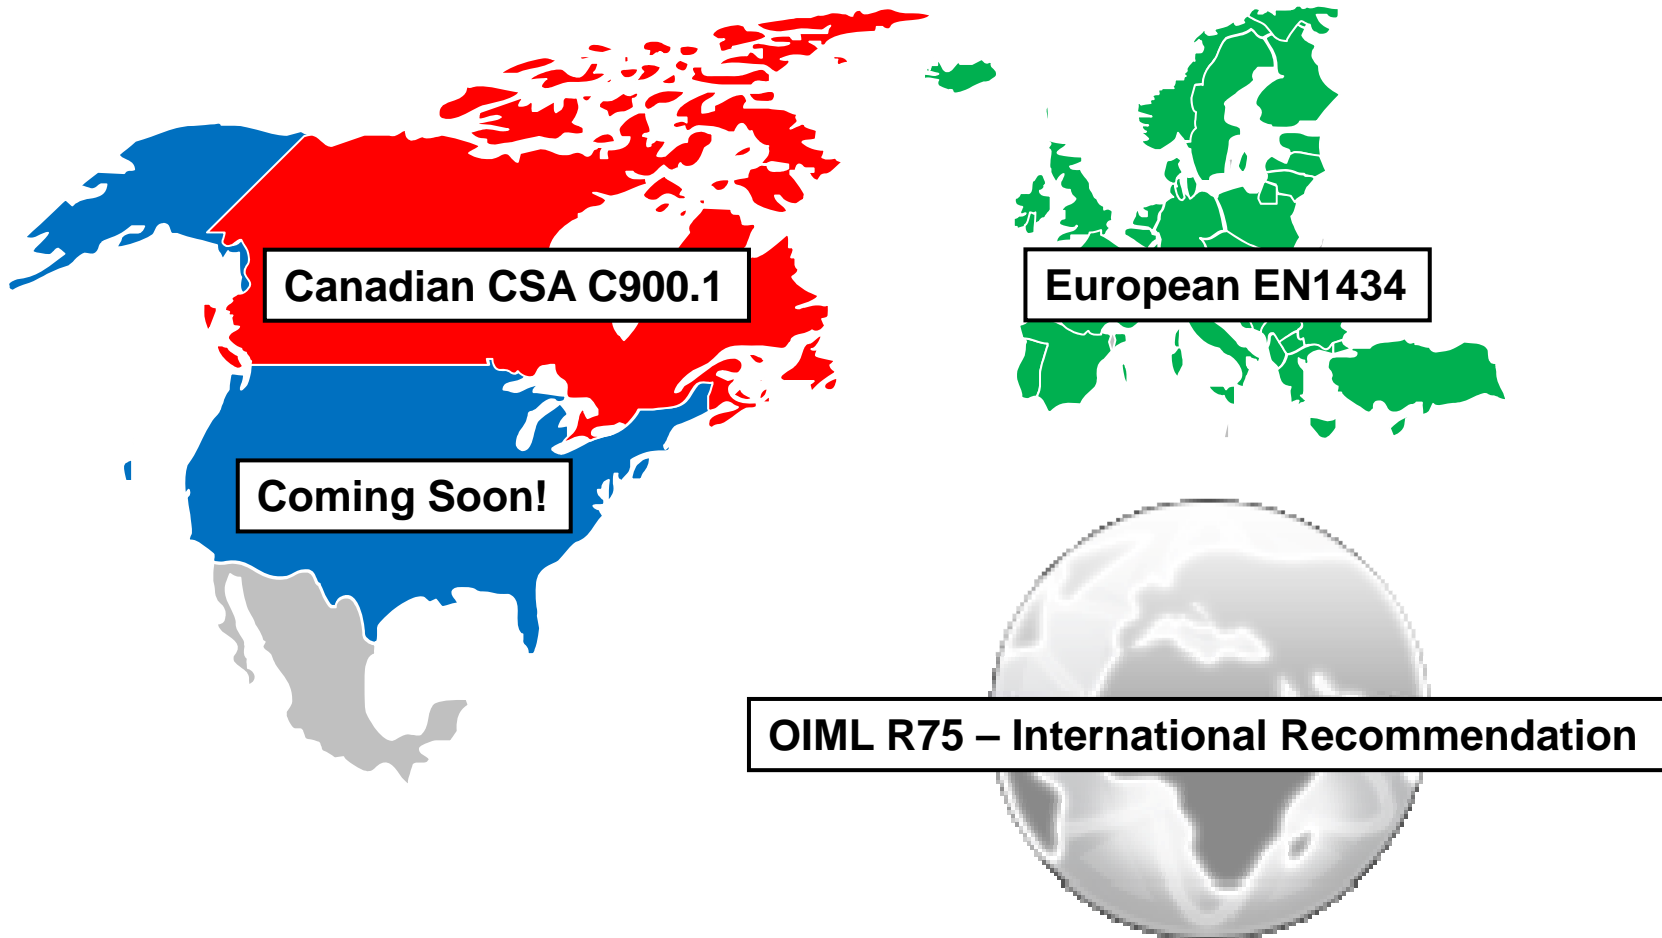 Canadian CSA C900.1
European EN1434
Coming Soon!
OIML R75 – International Recommendation